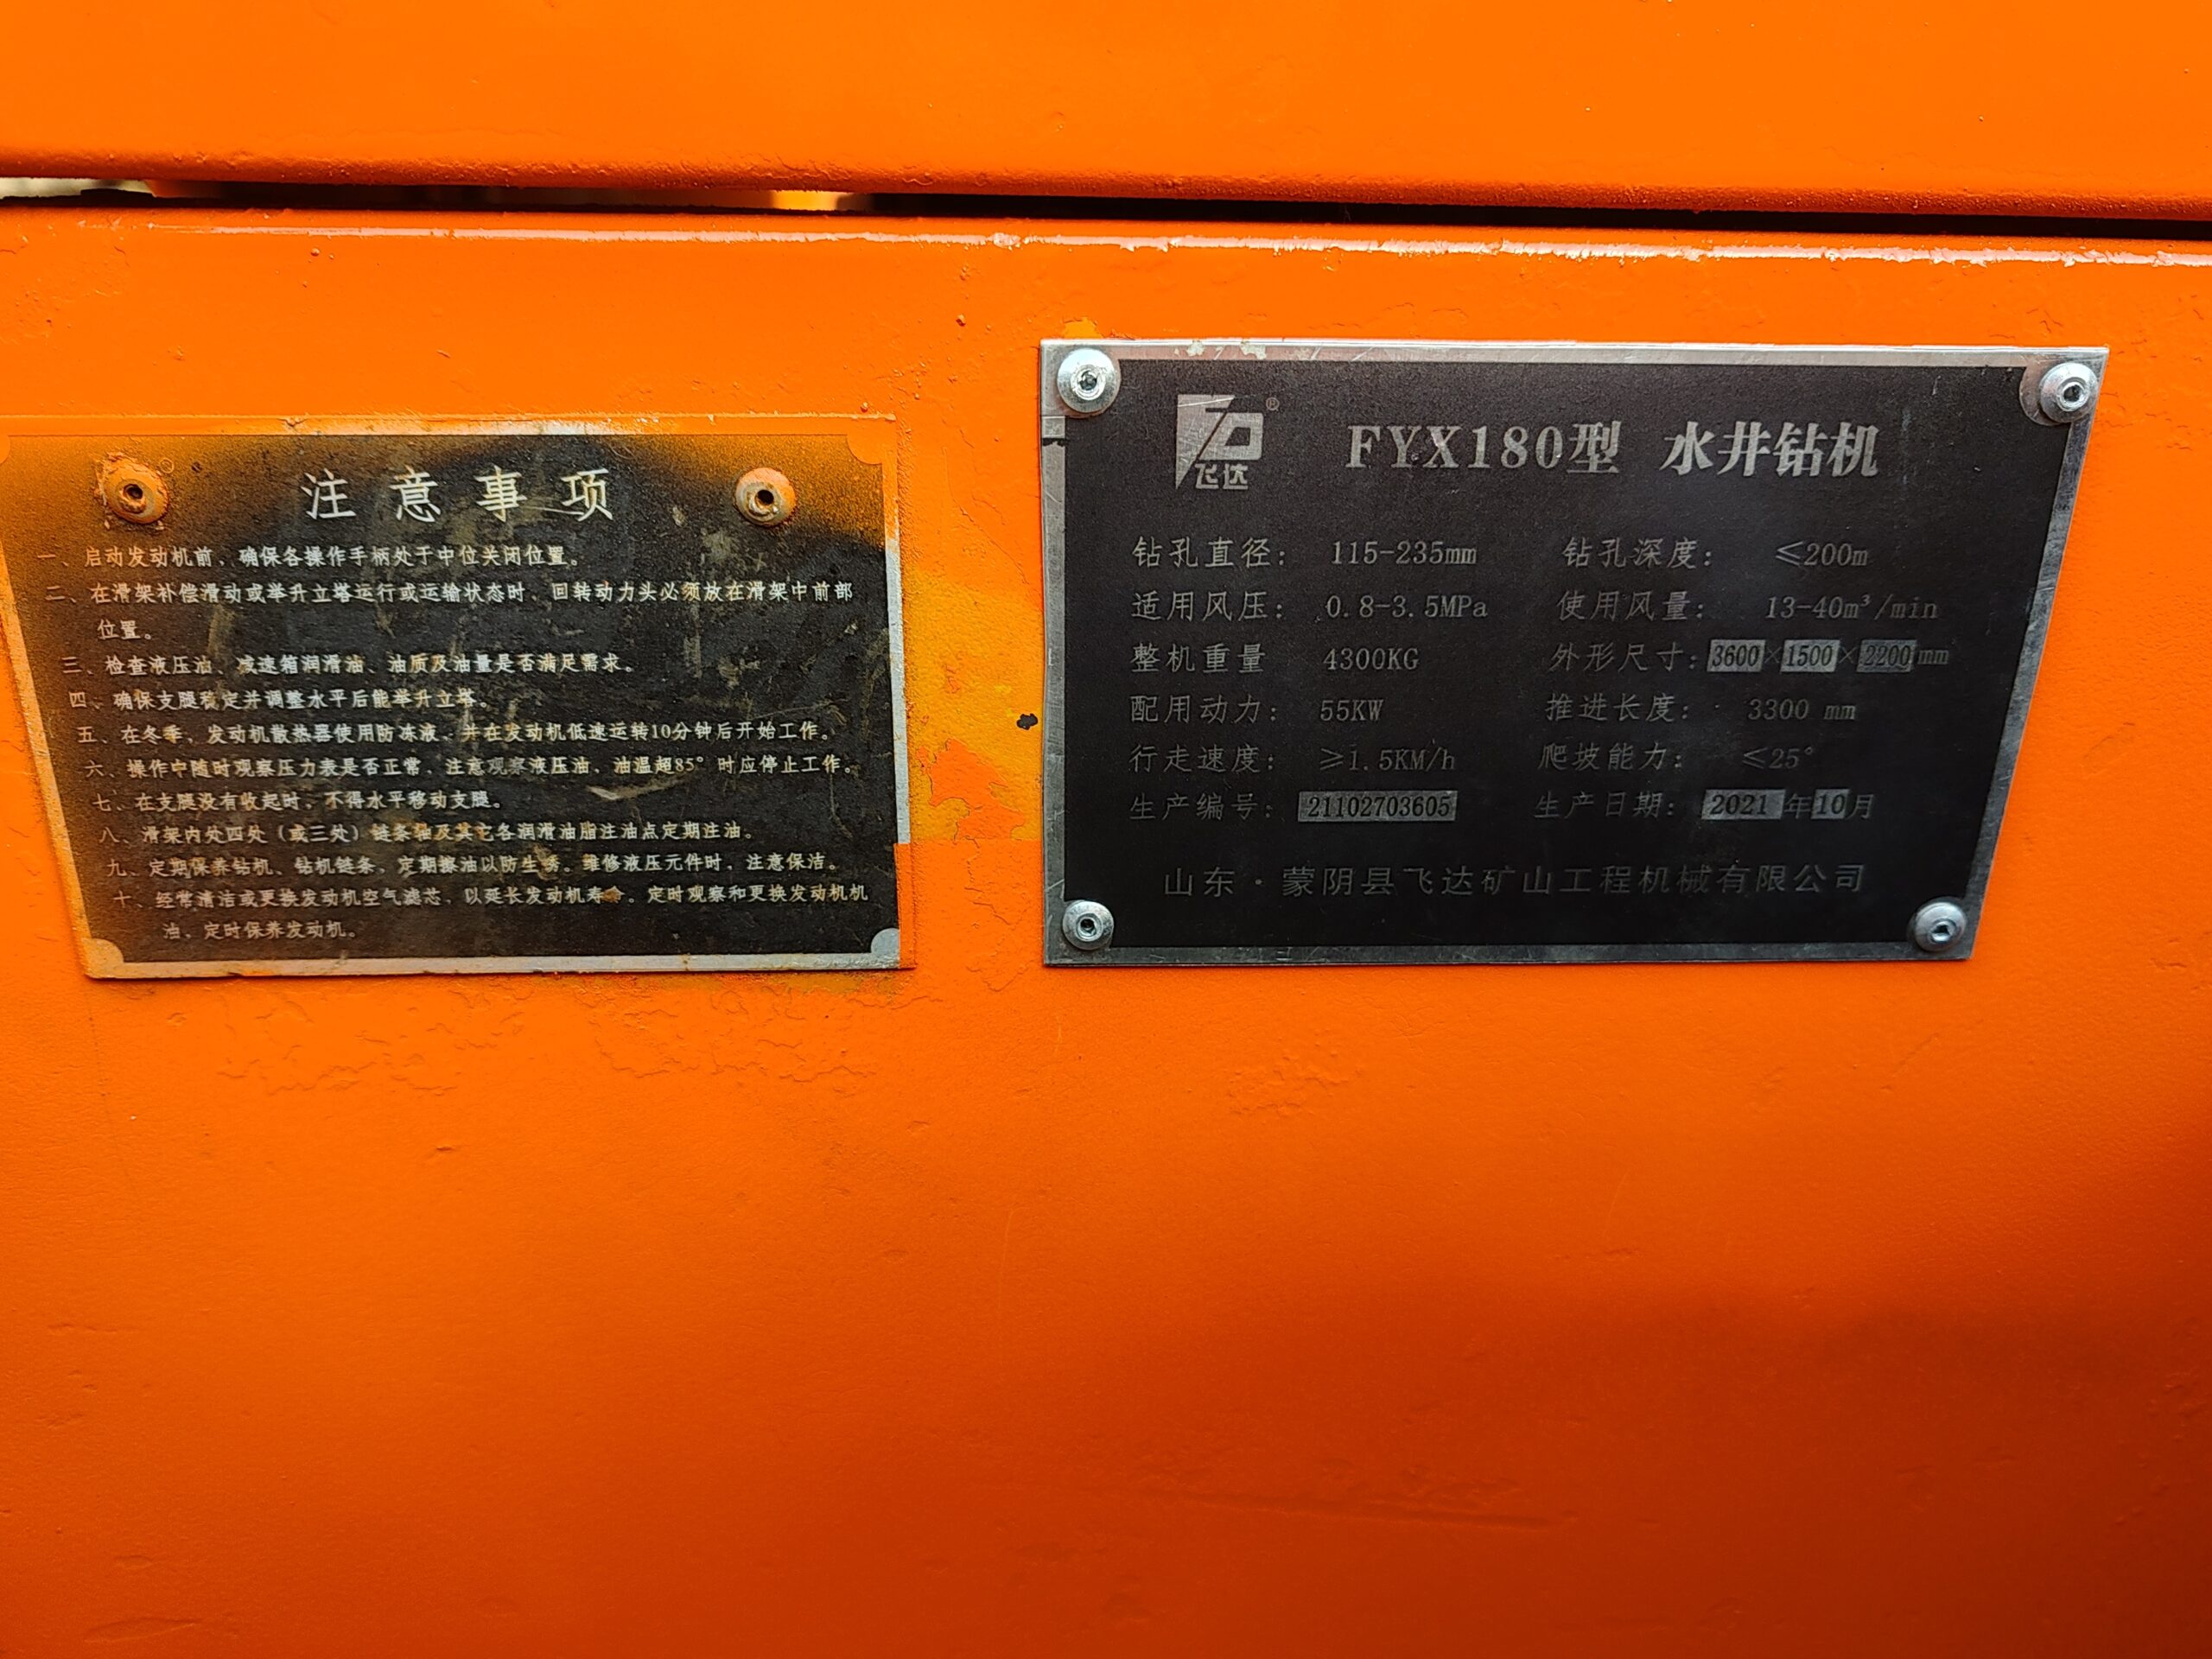 注意事项
一、启动发动机前、确保各操作手柄处于中位关闭位置。
二、在滑架补偿滑动或举升立塔运行或运输状态时、回转动力头必须放在滑架中前部
位置。
三、检查液压油、减速箱润滑油、油质及油量是否满足需求。
四、确保支腿稳定并调整水平后能举升立塔。
五、在冬季，发动机散热器使用防冻液、并在发动机低速运转10分钟后开始工作。
六、操作中随时观察压力表是否正常、注意观察液压油、油温超85°时应停止工作。
七、在支腿没有收起时、不得水平移动支腿。
八、滑架内处四处（或三处）链条轴及其它各润滑油脂注油点定期注油。
九、定期保养钻机、钻机链条，定期擦油以防生锈。维修液压元件时，注意保洁。
十、经常清洁或更换发动机空气滤芯，以延长发动机寿命。定时观察和更换发动机机
油、定时保养发动机。
飞达®
FYX180型 水井钻机
钻孔直径： 115-235mm 钻孔深度： ≤200m
适用风压： 0.8-3.5MPa 使用风量： 13-40m³/min
整机重量 4300KG 外形尺寸：3600×1500×2200mm
配用动力： 55KW 推进长度： 3300 mm
行走速度： ≥1.5KM/h 爬坡能力： ≤25°
生产编号： 21102703605 生产日期： 2021年10月
山东·蒙阴县飞达矿山工程机械有限公司